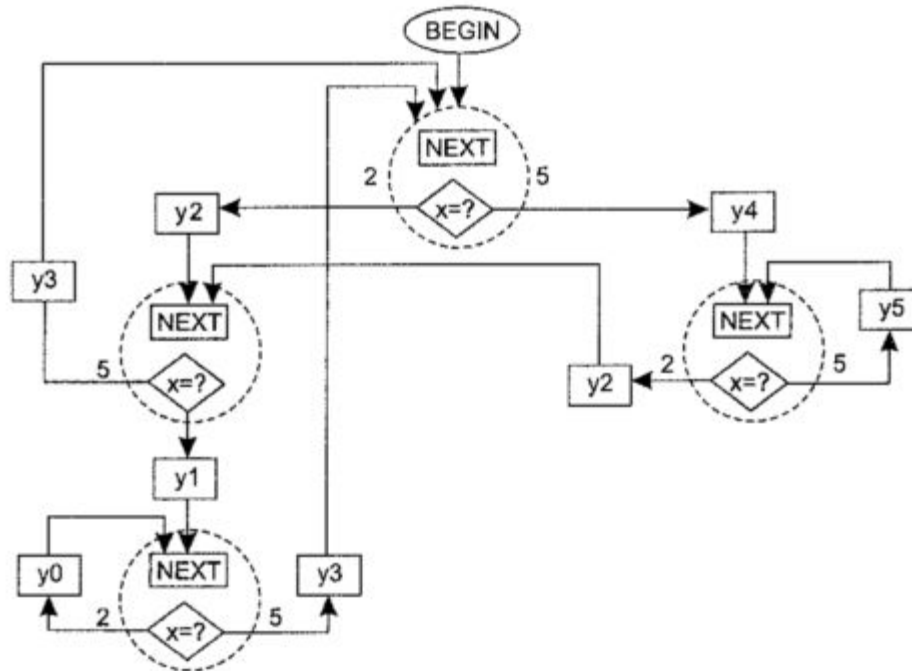 BEGIN
NEXT
2 5
x=?
y2 y4
y3
NEXT
5
x=?
NEXT
y5
y2
2 5
x=?
y1
NEXT
y0
y3
2 5
x=?